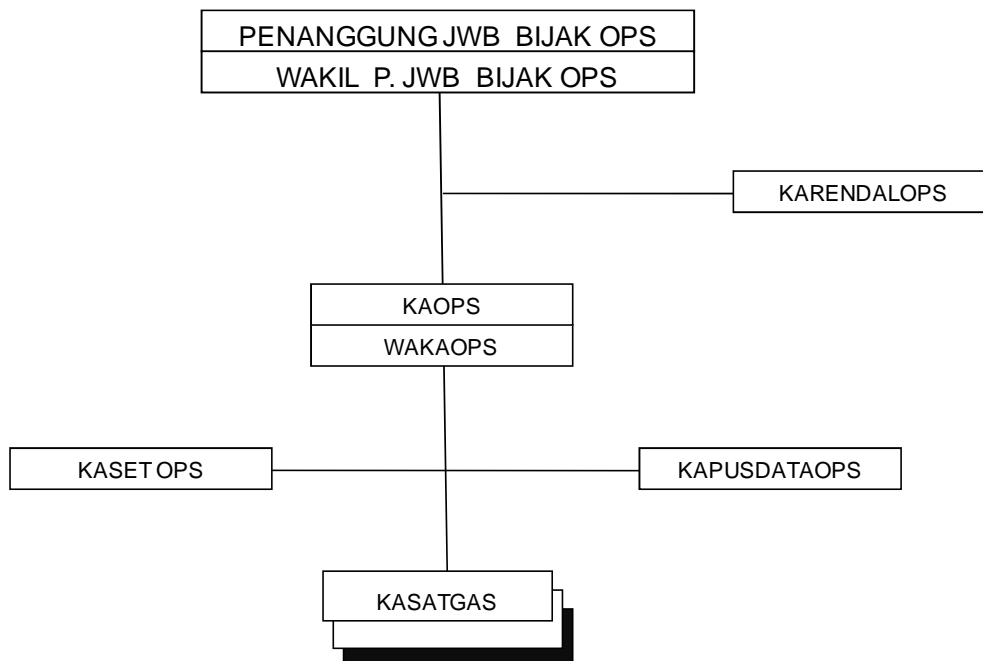 PENANGGUNG JWB BIJAK OPS
WAKIL P. JWB BIJAK OPS
KARENDALOPS
KAOPS
WAKAOPS
KASET OPS
KAPUSDATAOPS
KASATGAS